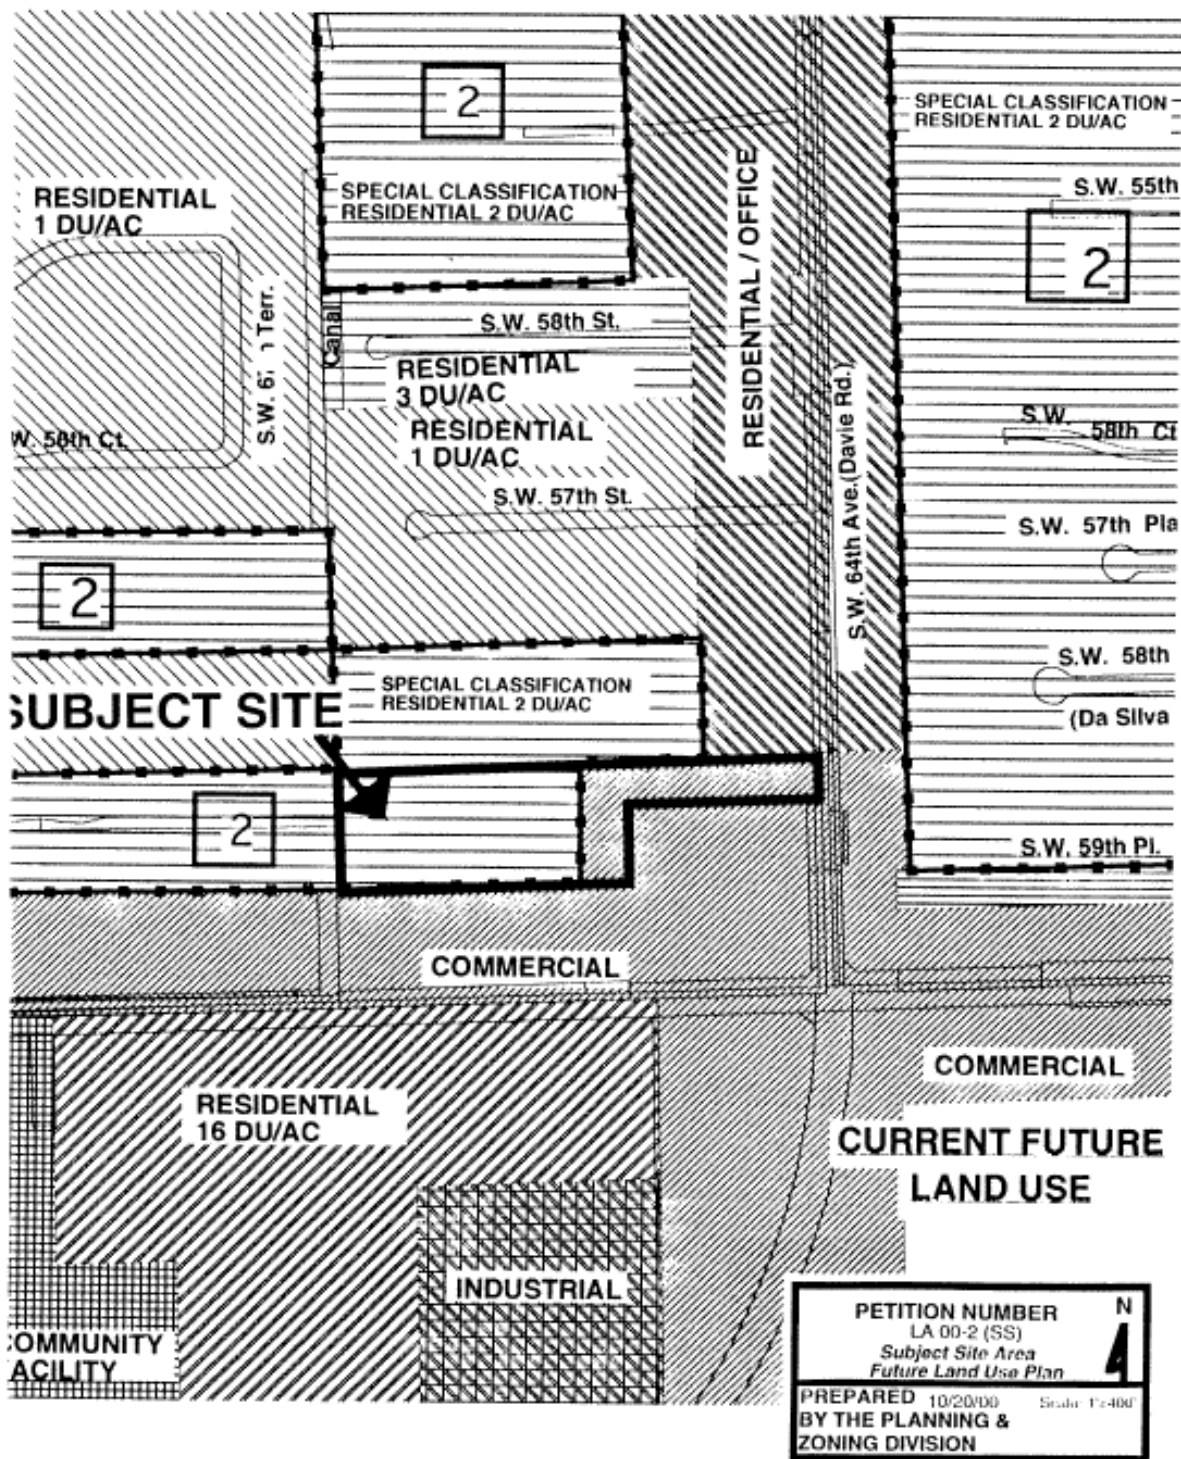 2
SPECIAL CLASSIFICATION
RESIDENTIAL 2 DU/AC
RESIDENTIAL
1 DU/AC
SPECIAL CLASSIFICATION
RESIDENTIAL 2 DU/AC
S.W. 55th
2
RESIDENTIAL / OFFICE
S.W. 58th St.
Canal
Terr.
RESIDENTIAL
3 DU/AC
RESIDENTIAL
1 DU/AC
S.W. 64th Ave.(Davie Rd.)
S.W.
58th Ct
W. 58th Ct.
S.W. 57th St.
S.W. 57th Pla
2
S.W. 58th
(Da Silva
SPECIAL CLASSIFICATION
RESIDENTIAL 2 DU/AC
SUBJECT SITE
2
S.W. 59th Pl.
COMMERCIAL
COMMERCIAL
RESIDENTIAL
16 DU/AC
CURRENT FUTURE
LAND USE
INDUSTRIAL
COMMUNITY
ACILITY
PETITION NUMBER
LA 00-2 (SS)
Subject Site Area
Future Land Use Plan
N
PREPARED 10/20/00
BY THE PLANNING &
ZONING DIVISION